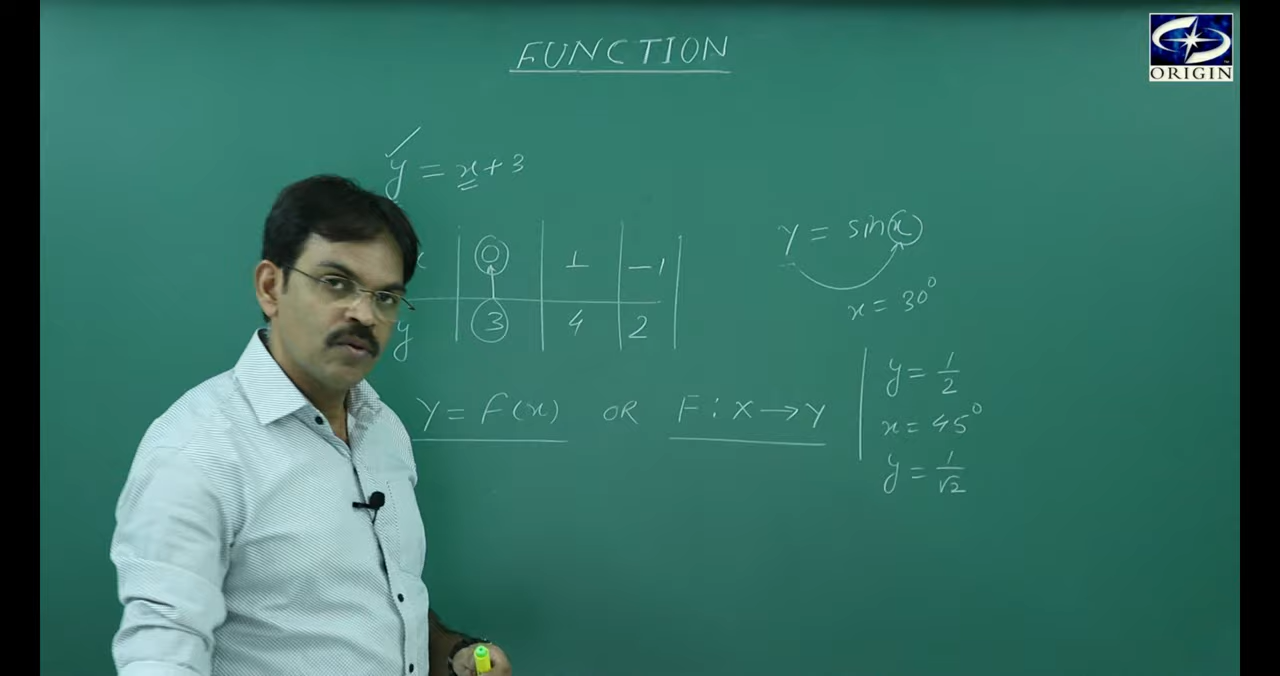 FUNCTION
ORIGIN
y = x + 3
x | 0 | 1 | -1
y | 3 | 4 | 2
y = sin x
x = 30°
y = 1/2
x = 45°
y = 1/√2
Y = F(x) OR F : X → Y